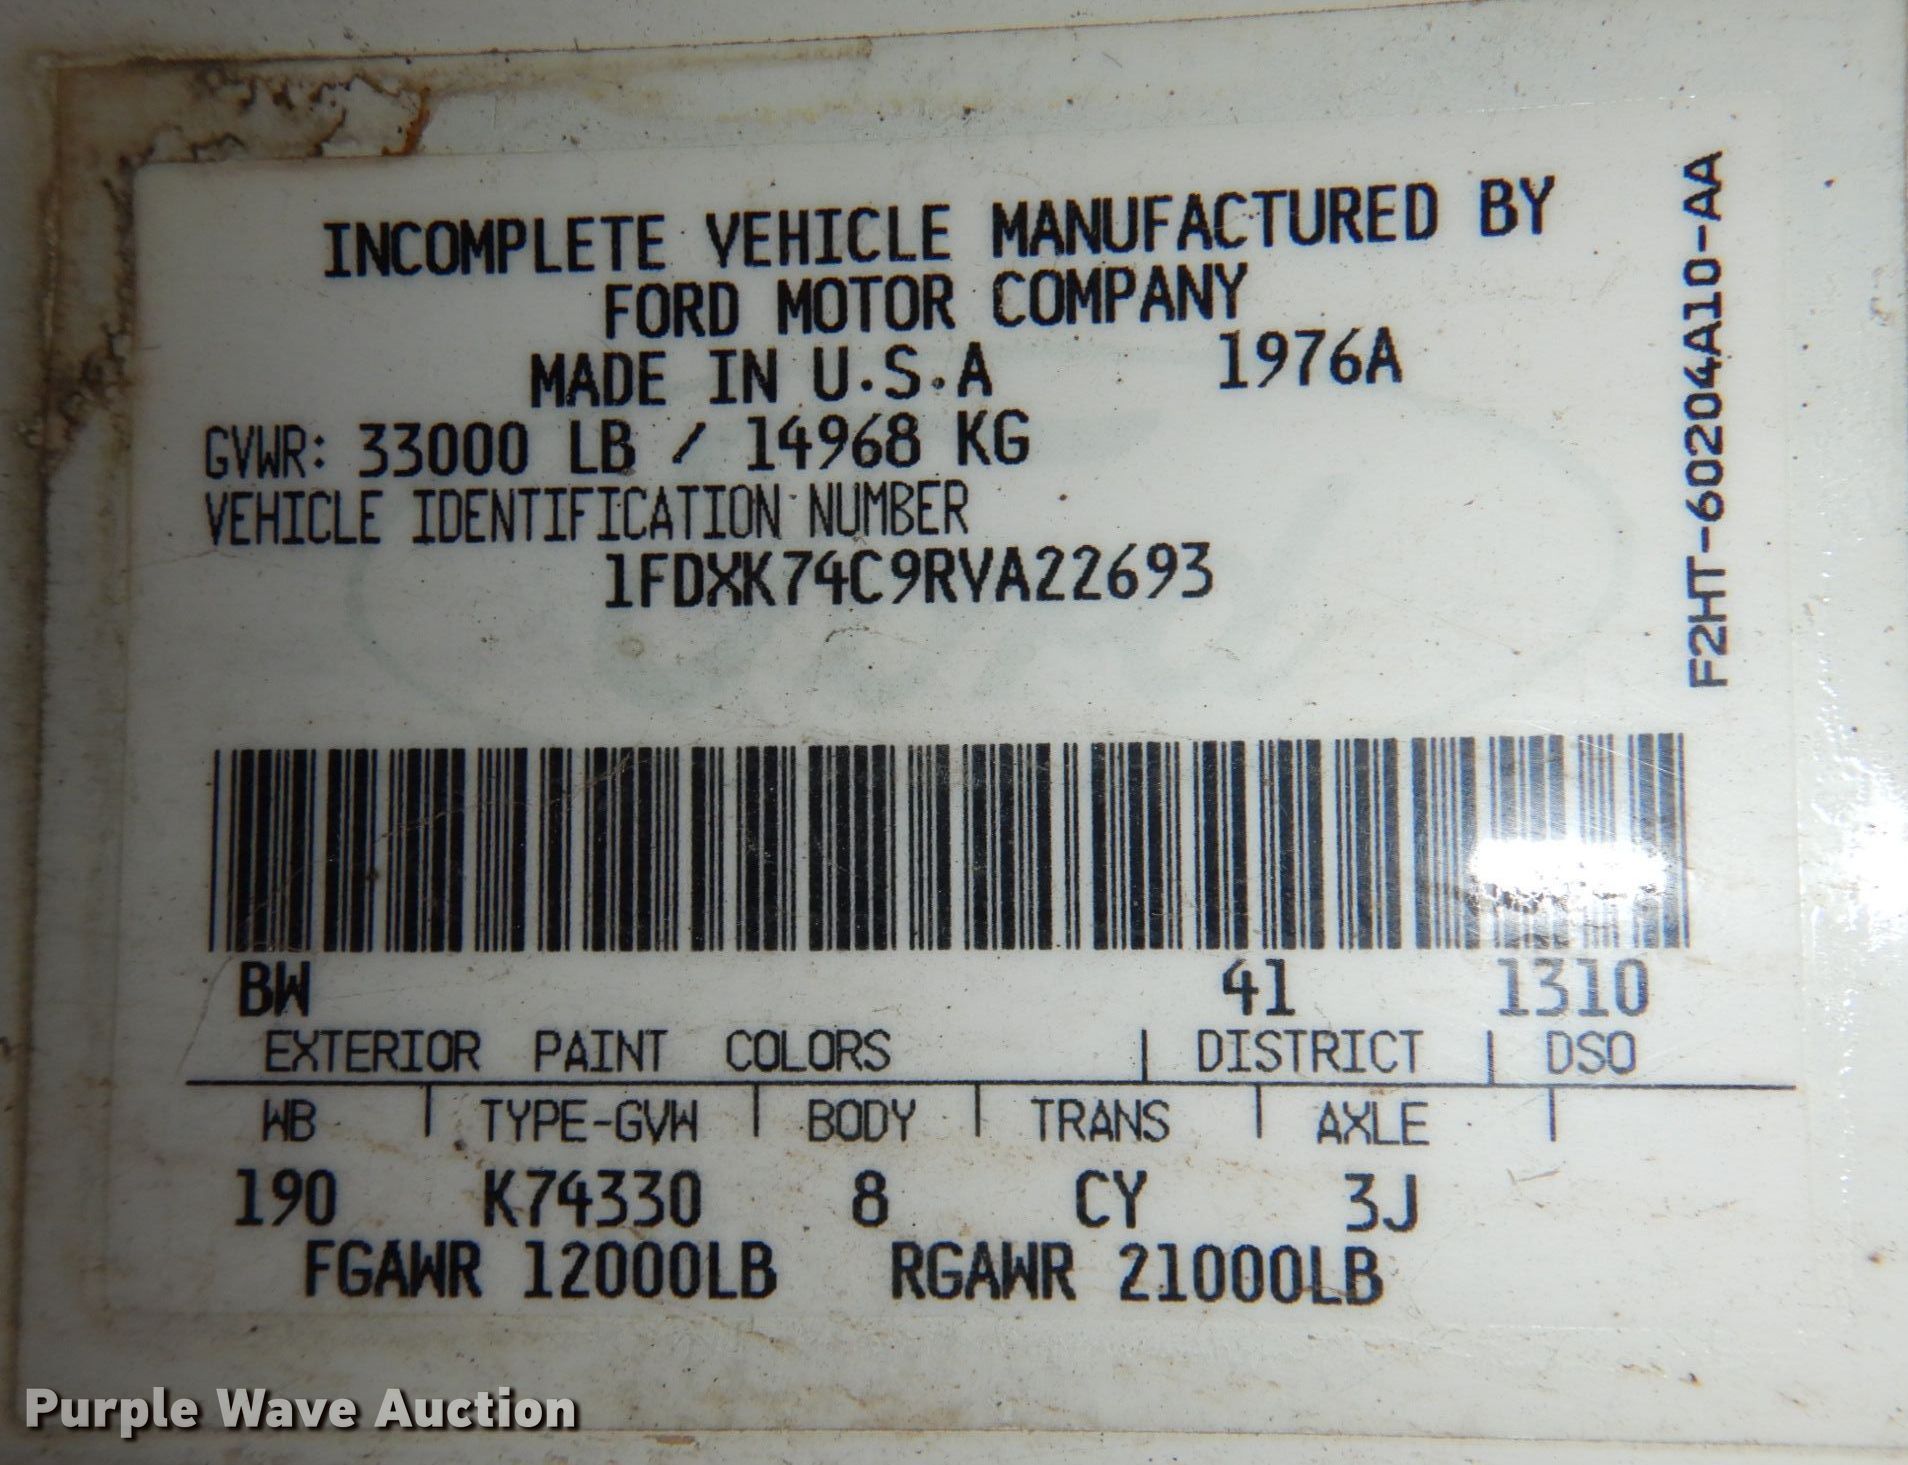 INCOMPLETE VEHICLE MANUFACTURED BY
FORD MOTOR COMPANY
MADE IN U.S.A 1976A
GVWR: 33000 LB / 14968 KG
VEHICLE IDENTIFICATION NUMBER
1FDXK74C9RVA22693
F2HT-60204A10-AA
BW 41 1310
EXTERIOR PAINT COLORS | DISTRICT | DSO
WB | TYPE-GVW | BODY | TRANS | AXLE |
190 K74330 8 CY 3J
FGAWR 12000LB RGAWR 21000LB
Purple Wave Auction